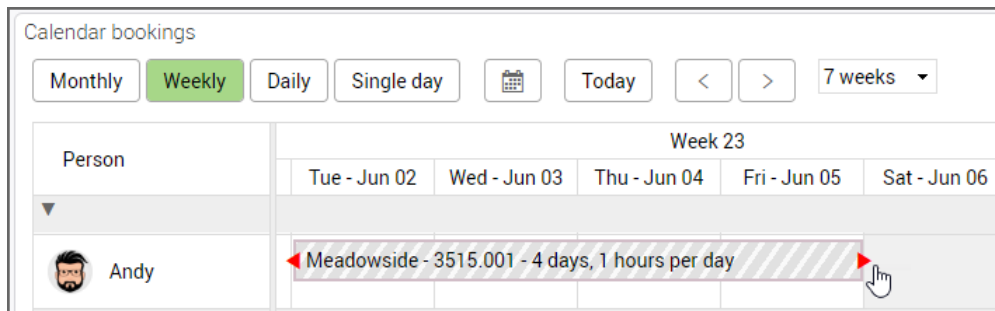 Calendar bookings
Monthly Weekly Daily Single day Today < > 7 weeks
Week 23
Person
Tue - Jun 02 Wed - Jun 03 Thu - Jun 04 Fri - Jun 05 Sat - Jun 06
Andy Meadowside - 3515.001 - 4 days, 1 hours per day